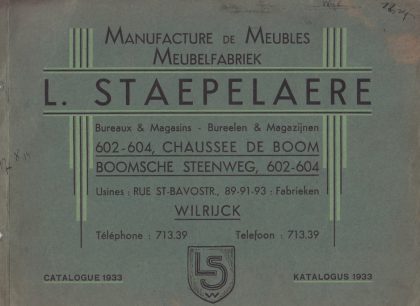 MANUFACTURE DE MEUBLES
MEUBELFABRIEK
L. STAEPELAERE
Bureaux & Magasins - Bureelen & Magazijnen
602-604, CHAUSSEE DE BOOM
BOOMSCHE STEENWEG, 602-604
Usines : RUE ST-BAVOSTR., 89-91-93 : Fabrieken
WILRIJCK
Téléphone : 713.39 Telefoon : 713.39
LS
W
CATALOGUE 1933 KATALOGUS 1933